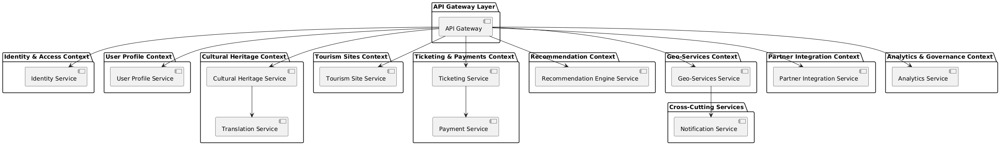 API Gateway Layer
API Gateway
Identity & Access Context
User Profile Context
Cultural Heritage Context
Tourism Sites Context
Ticketing & Payments Context
Recommendation Context
Geo-Services Context
Partner Integration Context
Analytics & Governance Context
Identity Service
User Profile Service
Cultural Heritage Service
Tourism Site Service
Ticketing Service
Recommendation Engine Service
Geo-Services Service
Partner Integration Service
Analytics Service
Cross-Cutting Services
Translation Service
Payment Service
Notification Service